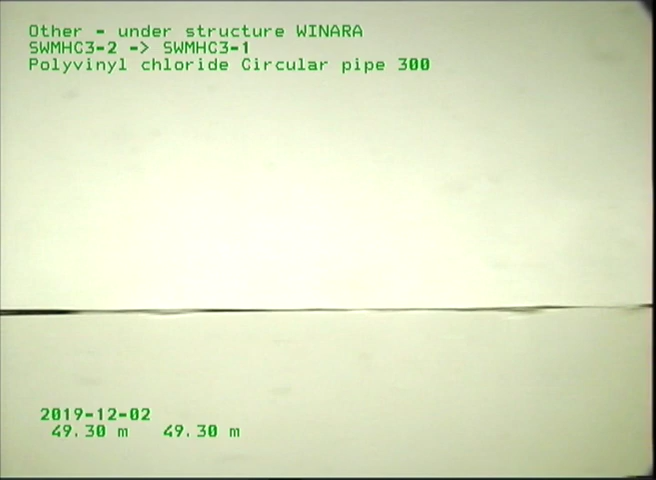 Other - under structure WINARA
SWMHC3-2 -> SWMHC3-1
Polyvinyl chloride Circular pipe 300
2019-12-02
49.30 m 49.30 m